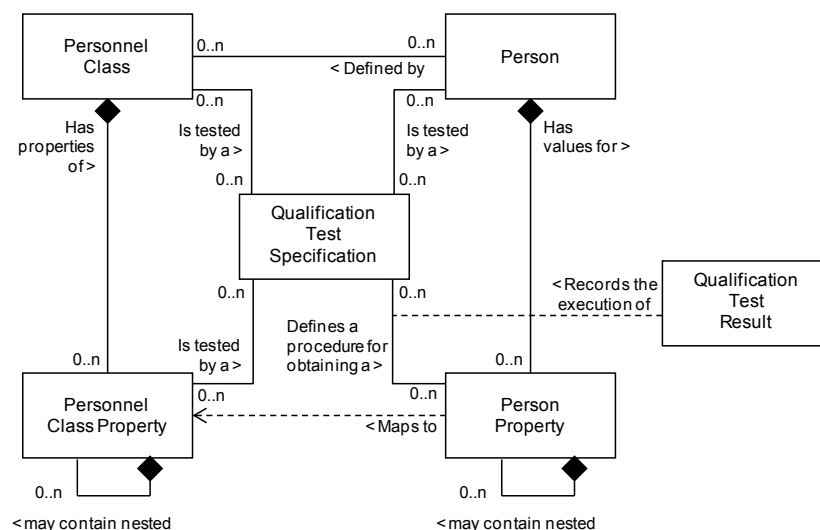 Personnel
Class
0..n
0..n
< Defined by
Person
0..n
0..n
Has
properties
of >
Is tested
by a >
Is tested
by a >
Has
values for >
0..n
0..n
Qualification
Test
Specification
0..n
0..n
< Records the
execution of
Qualification
Test
Result
Is tested
by a >
Defines a
procedure for
obtaining a >
0..n
0..n
0..n
0..n
Personnel
Class Property
< Maps to
Person
Property
0..n
0..n
< may contain nested
< may contain nested